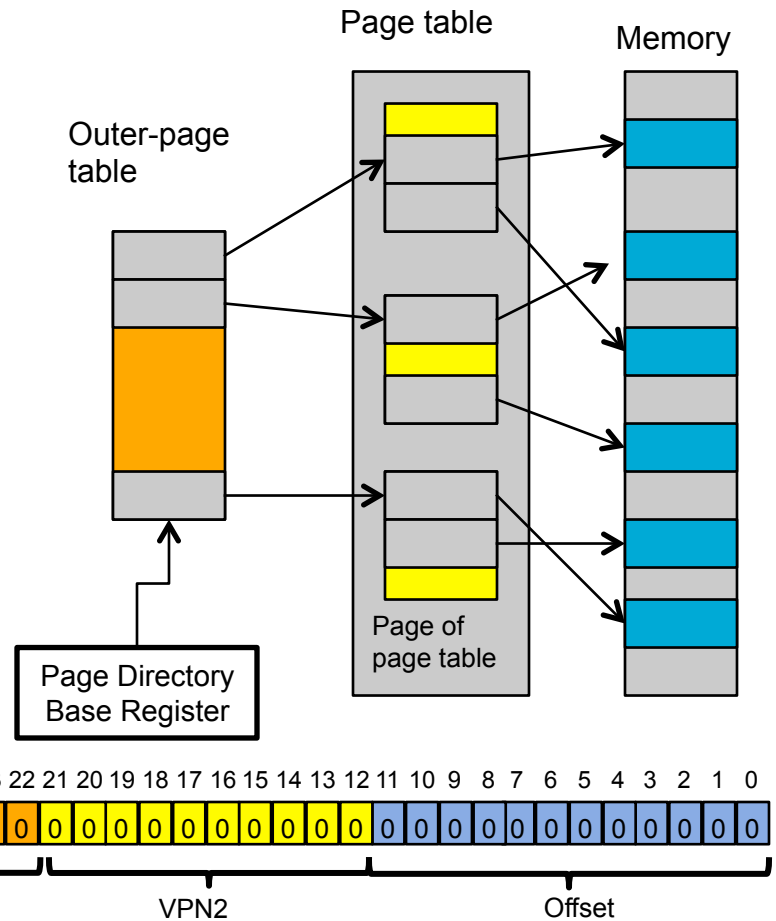 Page table
Memory
Outer-page
table
Page of
page table
Page Directory
Base Register
22 21 20 19 18 17 16 15 14 13 12 11 10 9 8 7 6 5 4 3 2 1 0
0 0 0 0 0 0 0 0 0 0 0 0 0 0 0 0 0 0 0 0 0 0 0
VPN2
Offset